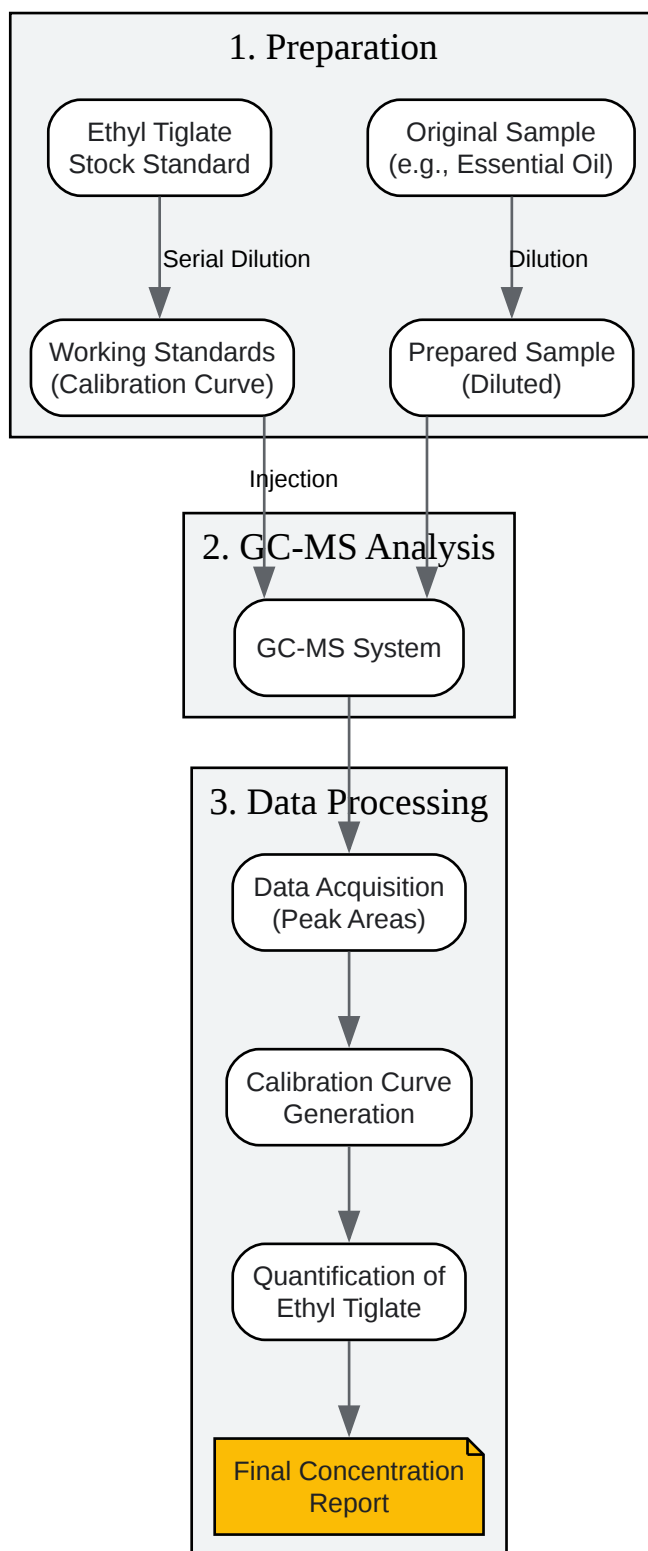 1. Preparation
Ethyl Tiglate
Stock Standard
Original Sample
(e.g., Essential Oil)
Serial Dilution
Dilution
Working Standards
(Calibration Curve)
Prepared Sample
(Diluted)
Injection
2. GC-MS Analysis
GC-MS System
3. Data Processing
Data Acquisition
(Peak Areas)
Calibration Curve
Generation
Quantification of
Ethyl Tiglate
Final Concentration
Report